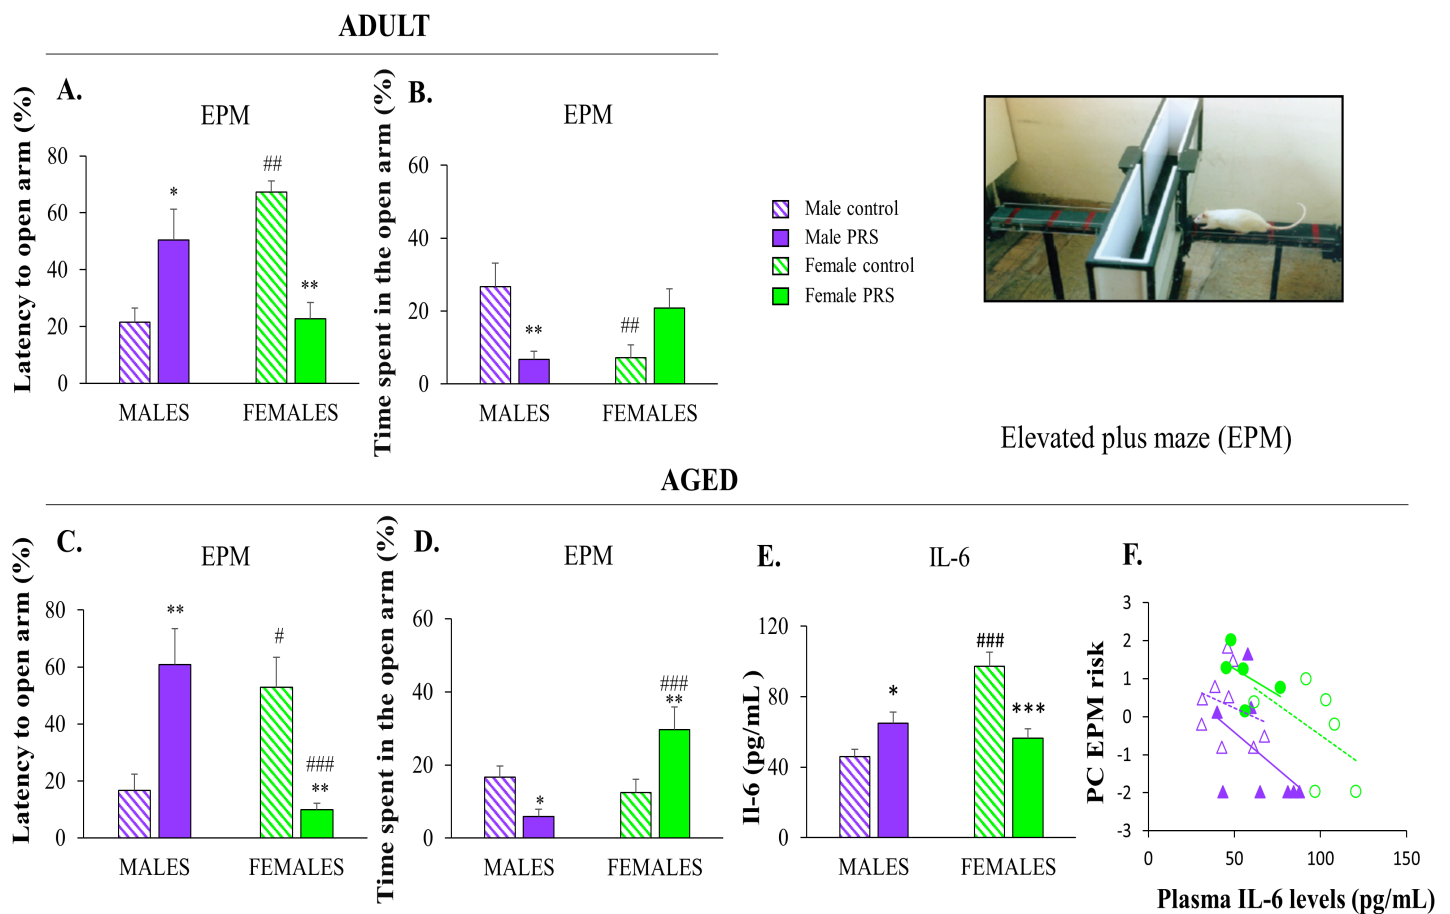 ADULT
A.
EPM
Latency to open arm (%)
80
60
40
20
0
*
##
**
MALES
FEMALES
B.
EPM
Time spent in the open arm (%)
60
40
20
0
**
##
MALES
FEMALES
Male control
Male PRS
Female control
Female PRS
Elevated plus maze (EPM)
AGED
C.
EPM
Latency to open arm (%)
80
60
40
20
0
**
#
###
**
MALES
FEMALES
D.
EPM
Time spent in the open arm (%)
60
40
20
0
*
###
**
MALES
FEMALES
E.
IL-6
Il-6 (pg/mL )
120
80
40
0
*
###
***
MALES
FEMALES
F.
PC EPM risk
3
2
1
0
-1
-2
-3
0
50
100
150
Plasma IL-6 levels (pg/mL)